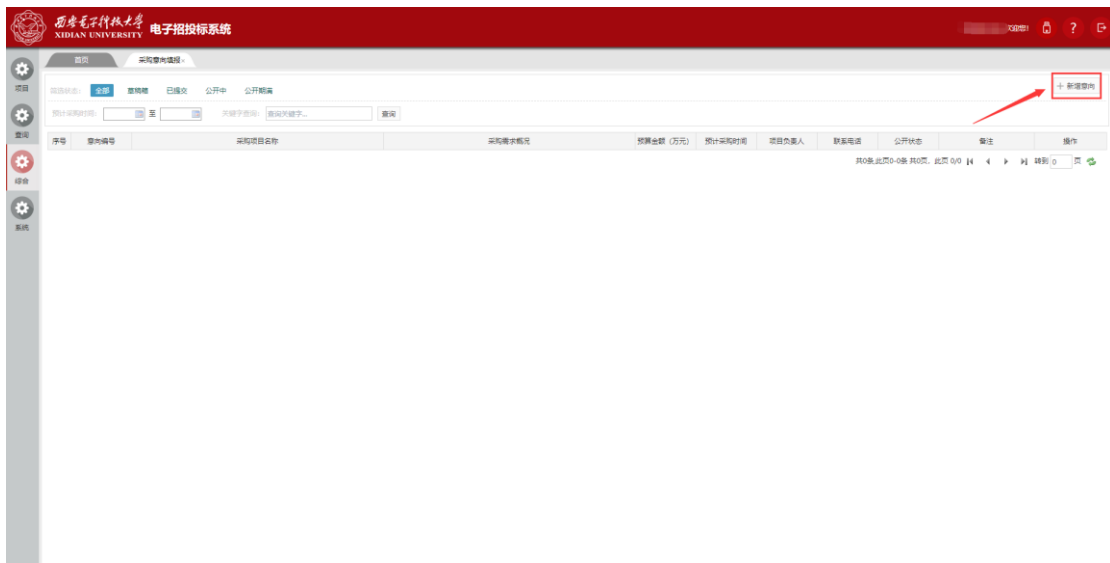 西安电子科技大学
XIDIAN UNIVERSITY
电子招投标系统
?
首页 采购意向填报×
项目
查询
综合
系统
筛选状态: 全部 草稿箱 已提交 公开中 公开期满
+ 新增意向
预计采购时间: 至 关键字查询: 查询关键字... 查询
序号 意向编号 采购项目名称 采购需求概况 预算金额 (万元) 预计采购时间 项目负责人 联系电话 公开状态 备注 操作
共0条,此页0-0条 共0页, 此页 0/0 转到 0 页